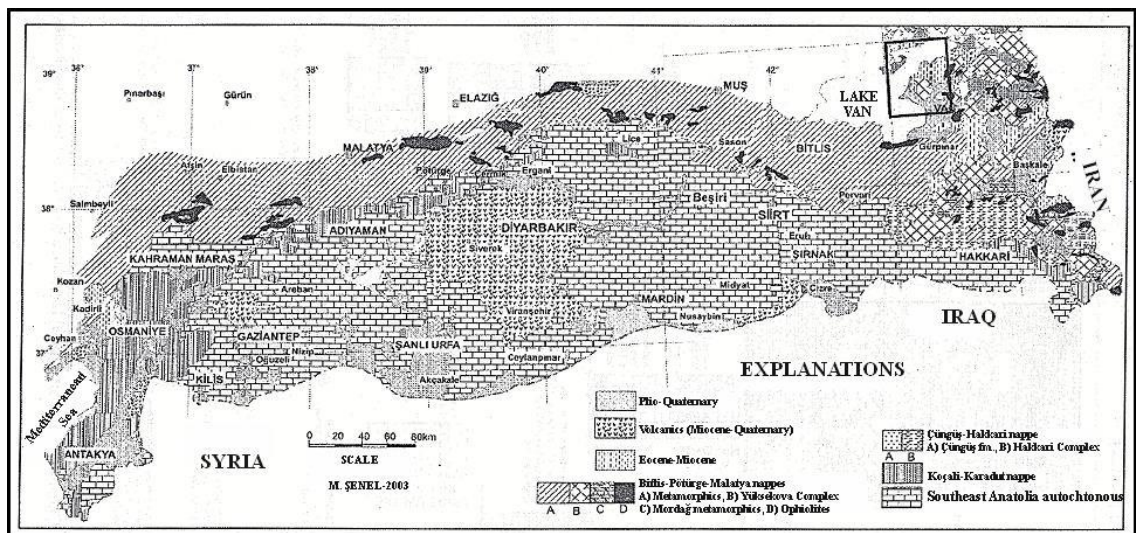 36 37 38 39 40 41 42
39°
MUŞ
ELAZIĞ
LAKE
VAN
Pınarbaşı
Gürün
Lice
MALATYA
Sason
BİTLİS
Gürpınar
Başkale
IRAN
Afşin
Elbistan
Pötürge
Çermik
Ergani
38°
Saimbeyli
Beşiri
Pervari
SİİRT
ADIYAMAN
DİYARBAKIR
Siverek
Eruh
ŞIRNAK
HAKKARİ
KAHRAMAN MARAŞ
Kozan
Araban
Midyat
Cizre
Kadirli
MARDİN
Viranşehir
Nusaybin
OSMANİYE
GAZİANTEP
ŞANLI URFA
IRAQ
Ceyhan
37°
Nizip
Oğuzeli
Ceylanpınar
KİLİS
Akçakale
EXPLANATIONS
Mediterranean
Sea
Plio-Quaternary
Volcanics (Miocene-Quaternary)
Eocene-Miocene
Çüngüş-Hakkari nappe
A) Çüngüş fm., B) Hakkari Complex
A B
Koçali-Karadut nappe
Southeast Anatolia autochtonous
ANTAKYA
0 20 40 60 80km
SCALE
SYRIA
M. ŞENEL-2003
Bitlis-Pötürge-Malatya nappes
A) Metamorphics, B) Yüksekova Complex
C) Mordağ metamorphics, D) Ophiolites
A B C D